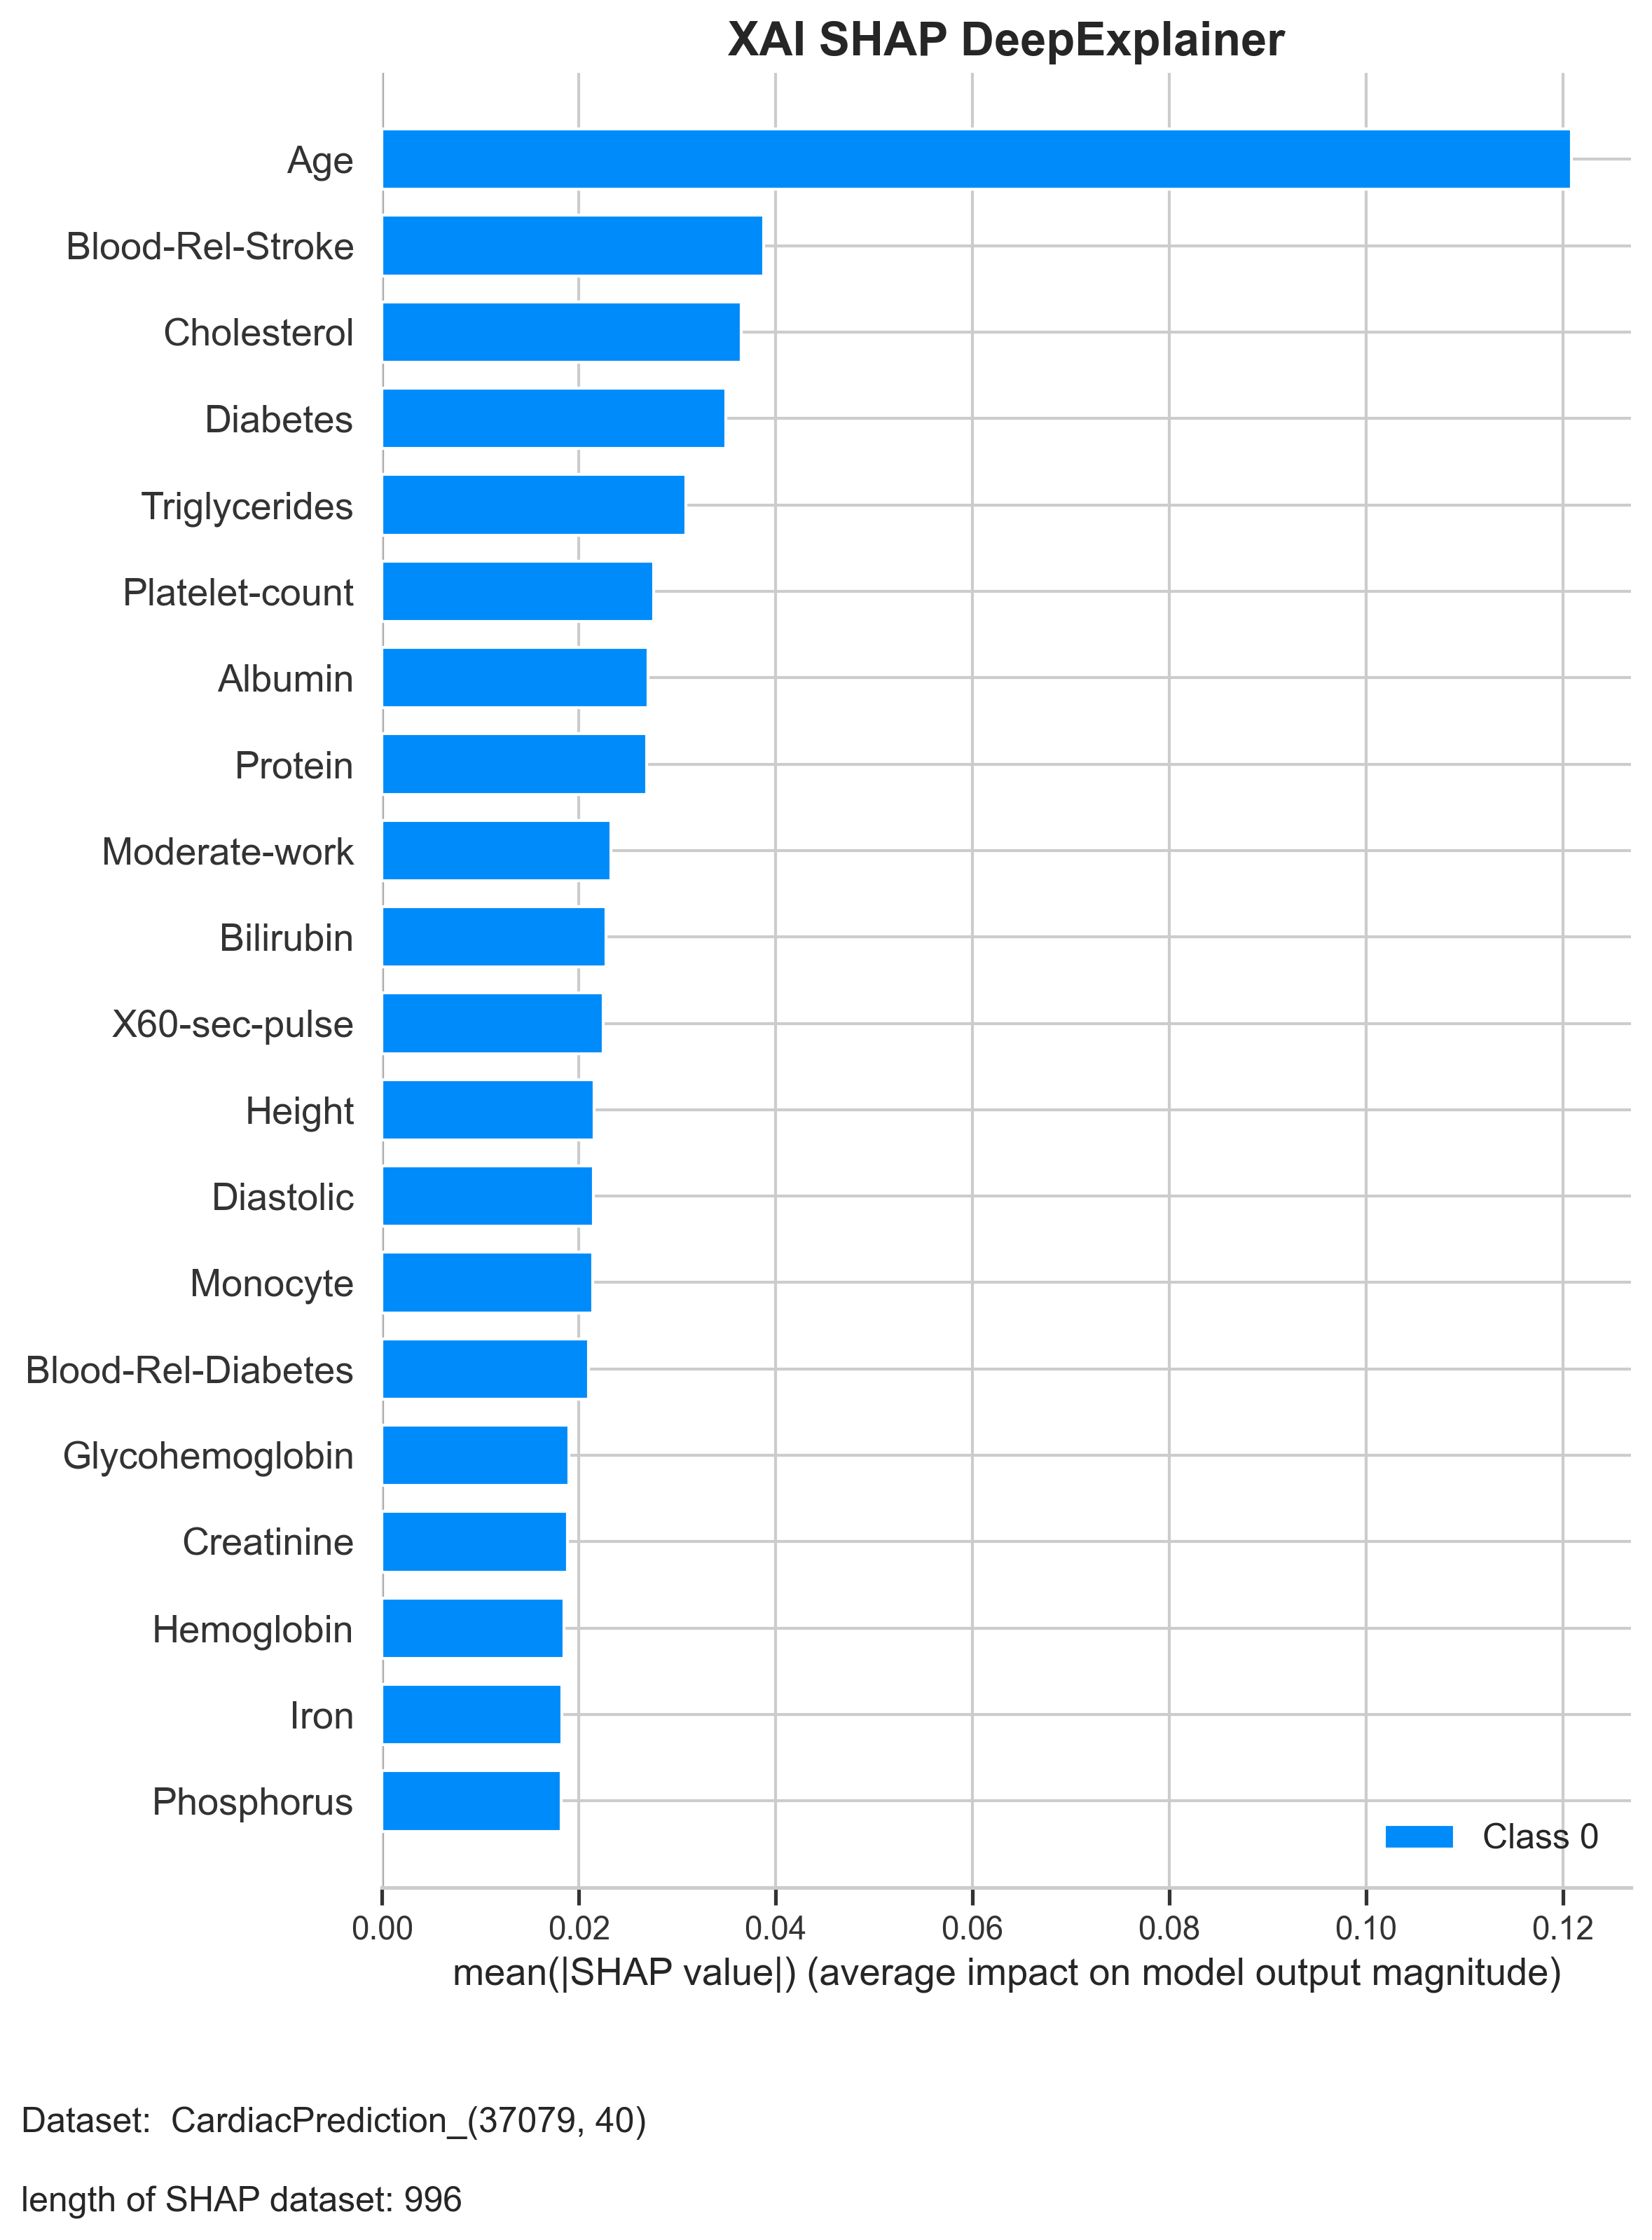 XAI SHAP DeepExplainer
Age
Blood-Rel-Stroke
Cholesterol
Diabetes
Triglycerides
Platelet-count
Albumin
Protein
Moderate-work
Bilirubin
X60-sec-pulse
Height
Diastolic
Monocyte
Blood-Rel-Diabetes
Glycohemoglobin
Creatinine
Hemoglobin
Iron
Phosphorus
Class 0
0.00 0.02 0.04 0.06 0.08 0.10 0.12
mean(|SHAP value|) (average impact on model output magnitude)
Dataset:  CardiacPrediction_(37079, 40)
length of SHAP dataset: 996